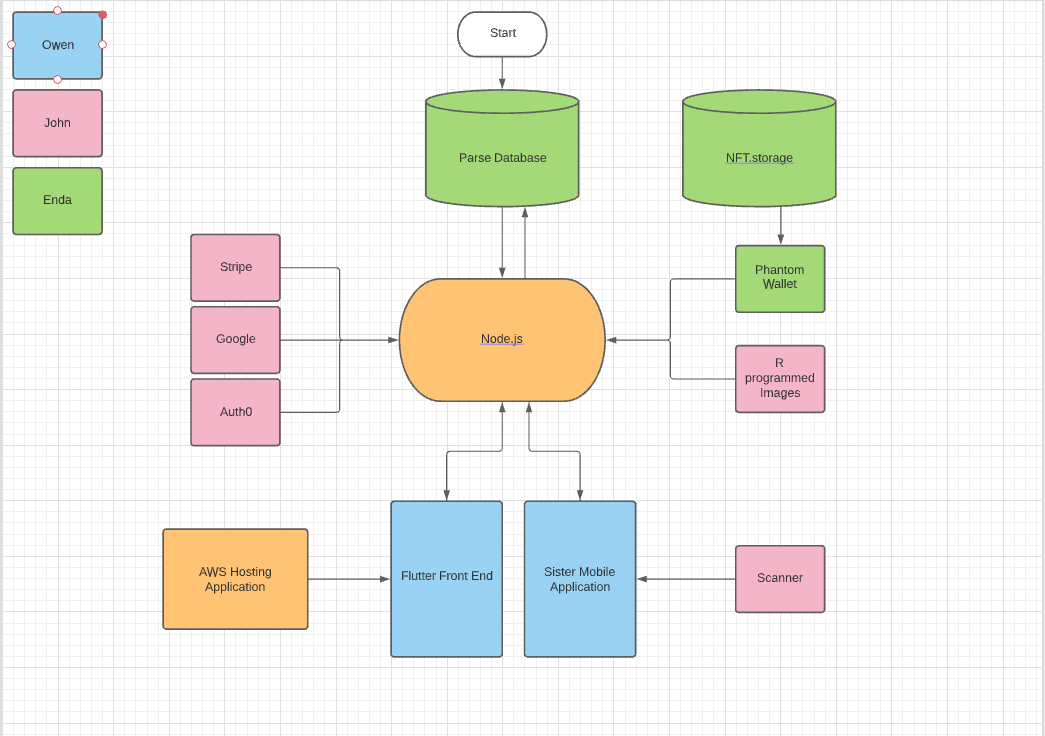 Owen
John
Enda
Start
Parse Database
NFT.storage
Stripe
Google
Auth0
Node.js
Phantom
Wallet
R
programmed
Images
AWS Hosting
Application
Flutter Front End
Sister Mobile
Application
Scanner